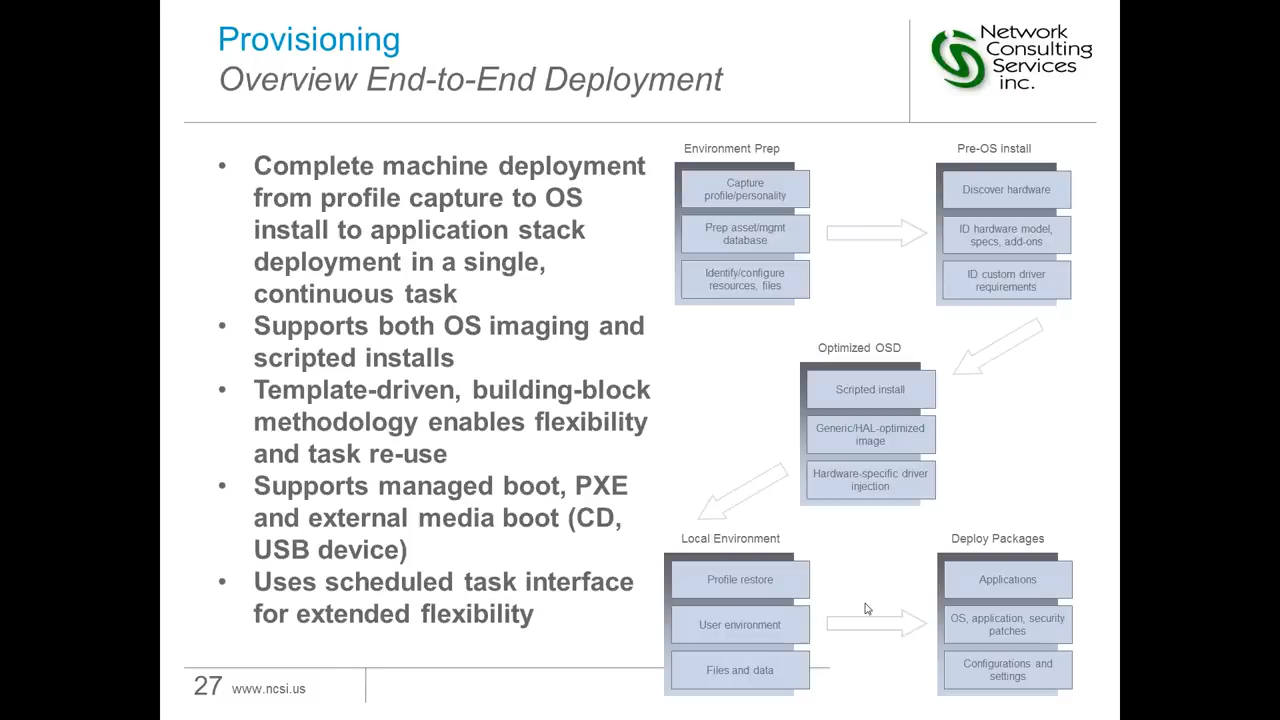 Provisioning
Overview End-to-End Deployment
Network
Consulting
Services
inc.
• Complete machine deployment
from profile capture to OS
install to application stack
deployment in a single,
continuous task
• Supports both OS imaging and
scripted installs
• Template-driven, building-block
methodology enables flexibility
and task re-use
• Supports managed boot, PXE
and external media boot (CD,
USB device)
• Uses scheduled task interface
for extended flexibility
Environment Prep
Capture
profile/personality
Prep asset/mgmt
database
Identify/configure
resources, files
Pre-OS install
Discover hardware
ID hardware model,
specs, add-ons
ID custom driver
requirements
Optimized OSD
Scripted install
Generic/HAL-optimized
image
Hardware-specific driver
injection
Local Environment
Profile restore
User environment
Files and data
Deploy Packages
Applications
OS, application, security
patches
Configurations and
settings
27 www.ncsi.us